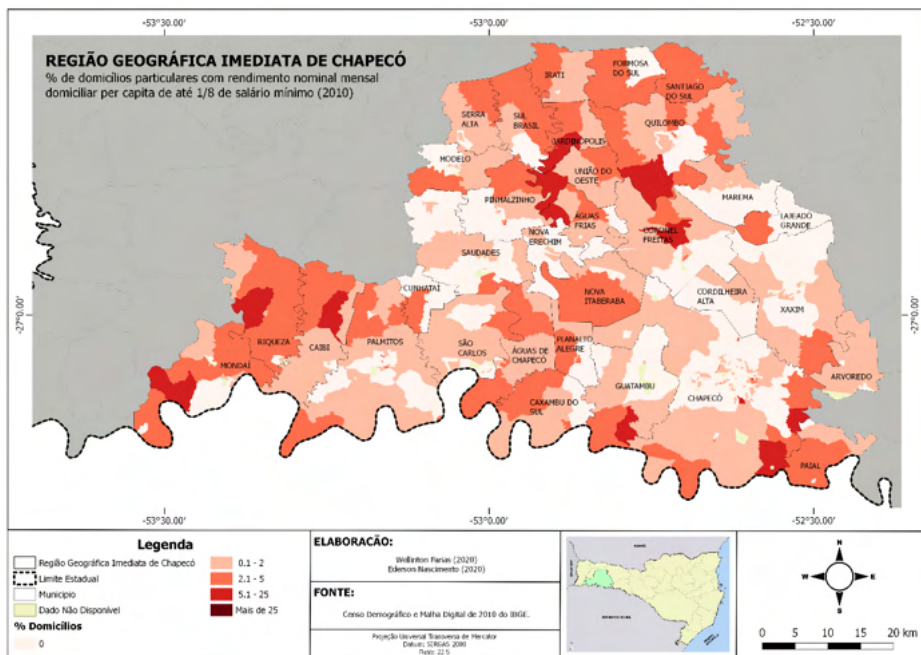 -53°30.00'
-53°0.00'
-52°30.00'
REGIÃO GEOGRÁFICA IMEDIATA DE CHAPECÓ
% de domicílios particulares com rendimento nominal mensal
domiciliar per capita de até 1/8 de salário mínimo (2010)
FORMOSA
DO SUL
IRATI
SANTIAGO
DO SUL
SERRA
ALTA
SUL
BRASIL
QUILOMBO
JARDINÓPOLIS
MODELO
UNIÃO DO
OESTE
PINHALZINHO
MAREMA
LAJEADO
GRANDE
ÁGUAS
FRIAS
CORONEL
FREITAS
NOVA
ERECHIM
SAUDADES
CUNHATAÍ
NOVA
ITABERABA
CORDILHEIRA
ALTA
XAXIM
-27°0.00'
-27°0.00'
RIQUEZA
CAIBI
PALMITOS
SÃO
CARLOS
ÁGUAS DE
CHAPECÓ
PLANALTO
ALEGRE
MONDAÍ
GUATAMBU
CHAPECÓ
ARVOREDO
CAXAMBU DO
SUL
PAIAL
-53°30.00'
-53°0.00'
-52°30.00'
Legenda
Região Geográfica Imediata de Chapecó
Limite Estadual
Município
Dado Não Disponível
% Domicílios
0
0.1 - 2
2.1 - 5
5.1 - 25
Mais de 25
ELABORAÇÃO:
Wellinton Farias (2020)
Ederson Nascimento (2020)
FONTE:
Censo Demográfico e Malha Digital de 2010 do IBGE.
Projeção Universal Transversa de Mercator
Datum: SIRGAS 2000
Fuso: 22 S
N
W
E
S
0 5 10 15 20 km